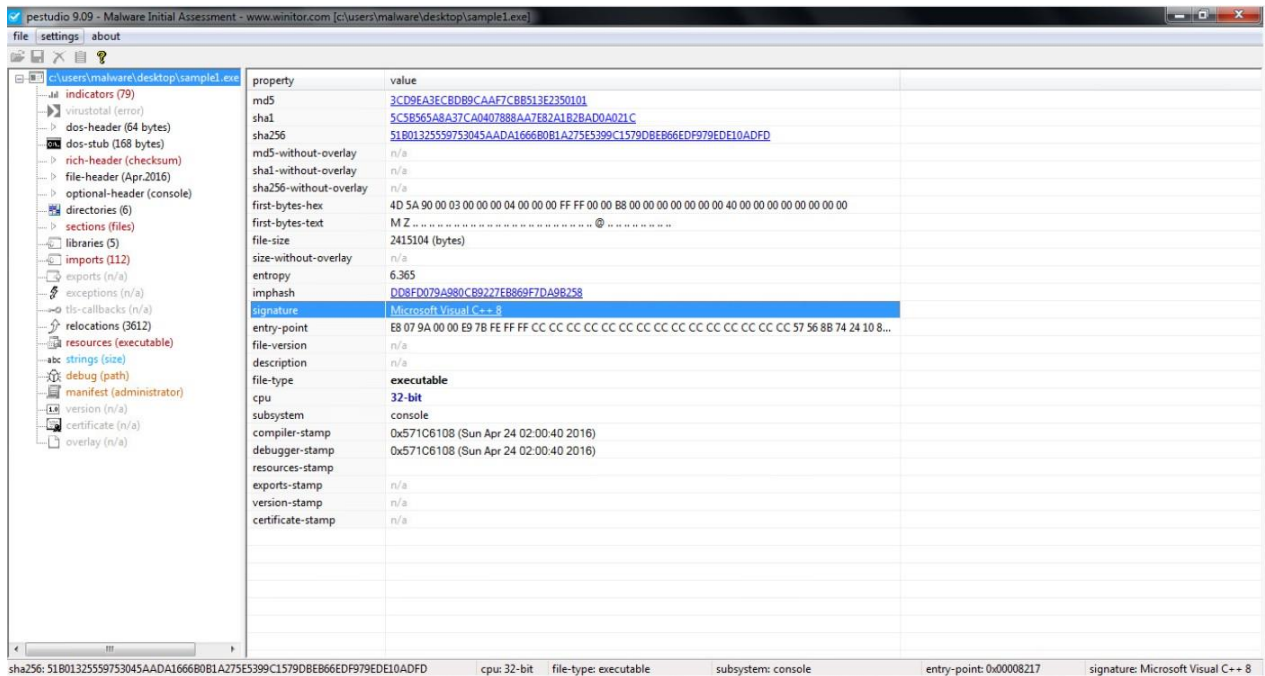 pestudio 9.09 - Malware Initial Assessment - www.winitor.com [c:\users\malware\desktop\sample1.exe]
file settings about
c:\users\malware\desktop\sample1.exe
indicators (79)
virustotal (error)
dos-header (64 bytes)
dos-stub (168 bytes)
rich-header (checksum)
file-header (Apr.2016)
optional-header (console)
directories (6)
sections (files)
libraries (5)
imports (112)
exports (n/a)
exceptions (n/a)
tls-callbacks (n/a)
relocations (3612)
resources (executable)
abc strings (size)
debug (path)
manifest (administrator)
1.0 version (n/a)
certificate (n/a)
overlay (n/a)
property value
md5 3CD9EA3ECBDB9CAAF7CBB513E2350101
sha1 5C5B565A8A37CA0407888AA7E82A1B2BAD0A021C
sha256 51B01325559753045AADA1666B0B1A275E5399C1579DBEB66EDF979EDE10ADFD
md5-without-overlay n/a
sha1-without-overlay n/a
sha256-without-overlay n/a
first-bytes-hex 4D 5A 90 00 03 00 00 00 04 00 00 00 FF FF 00 00 B8 00 00 00 00 00 00 00 40 00 00 00 00 00 00 00
first-bytes-text M Z .. .. .. .. .. .. .. .. .. .. .. .. .. .. .. .. .. .. .. .. .. .. @ .. .. .. .. .. .. ..
file-size 2415104 (bytes)
size-without-overlay n/a
entropy 6.365
imphash DD8FD079A980CB9227EB869F7DA9B258
signature Microsoft Visual C++ 8
entry-point E8 07 9A 00 00 E9 7B FE FF FF CC CC CC CC CC CC CC CC CC CC CC CC CC CC CC 57 56 8B 74 24 10 8...
file-version n/a
description n/a
file-type executable
cpu 32-bit
subsystem console
compiler-stamp 0x571C6108 (Sun Apr 24 02:00:40 2016)
debugger-stamp 0x571C6108 (Sun Apr 24 02:00:40 2016)
resources-stamp
exports-stamp n/a
version-stamp n/a
certificate-stamp n/a
sha256: 51B01325559753045AADA1666B0B1A275E5399C1579DBEB66EDF979EDE10ADFD cpu: 32-bit file-type: executable subsystem: console entry-point: 0x00008217 signature: Microsoft Visual C++ 8